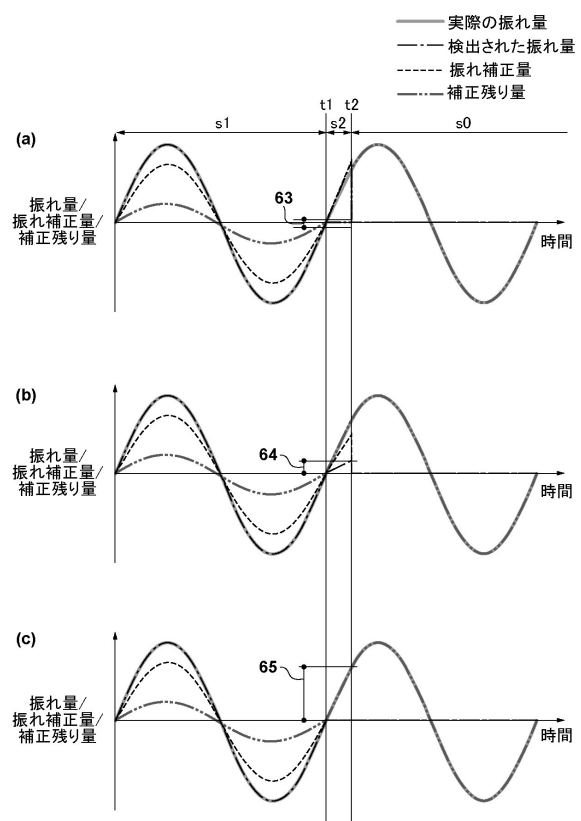 実際の振れ量
検出された振れ量
振れ補正量
補正残り量
t1 t2
s1 s2 s0
(a)
63
振れ量/
振れ補正量/
補正残り量
時間
(b)
64
振れ量/
振れ補正量/
補正残り量
時間
(c)
65
振れ量/
振れ補正量/
補正残り量
時間